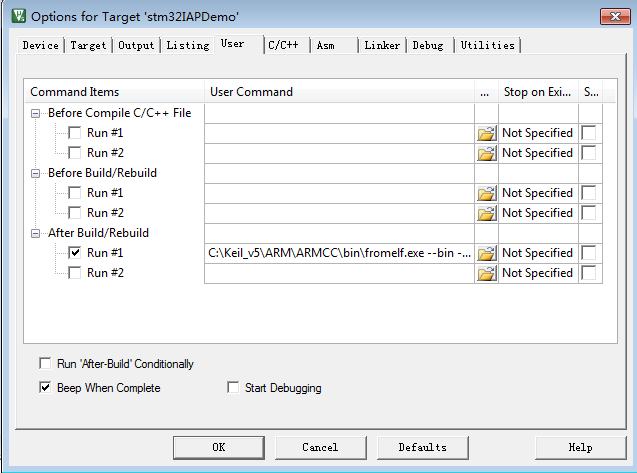 Options for Target 'stm32IAPDemo'
Device Target Output Listing User C/C++ Asm Linker Debug Utilities
Command Items User Command ... Stop on Exi... S...
Before Compile C/C++ File
Run #1 Not Specified
Run #2 Not Specified
Before Build/Rebuild
Run #1 Not Specified
Run #2 Not Specified
After Build/Rebuild
Run #1 C:\Keil_v5\ARM\ARMCC\bin\fromelf.exe --bin -... Not Specified
Run #2 Not Specified
Run 'After-Build' Conditionally
Beep When Complete Start Debugging
OK Cancel Defaults Help